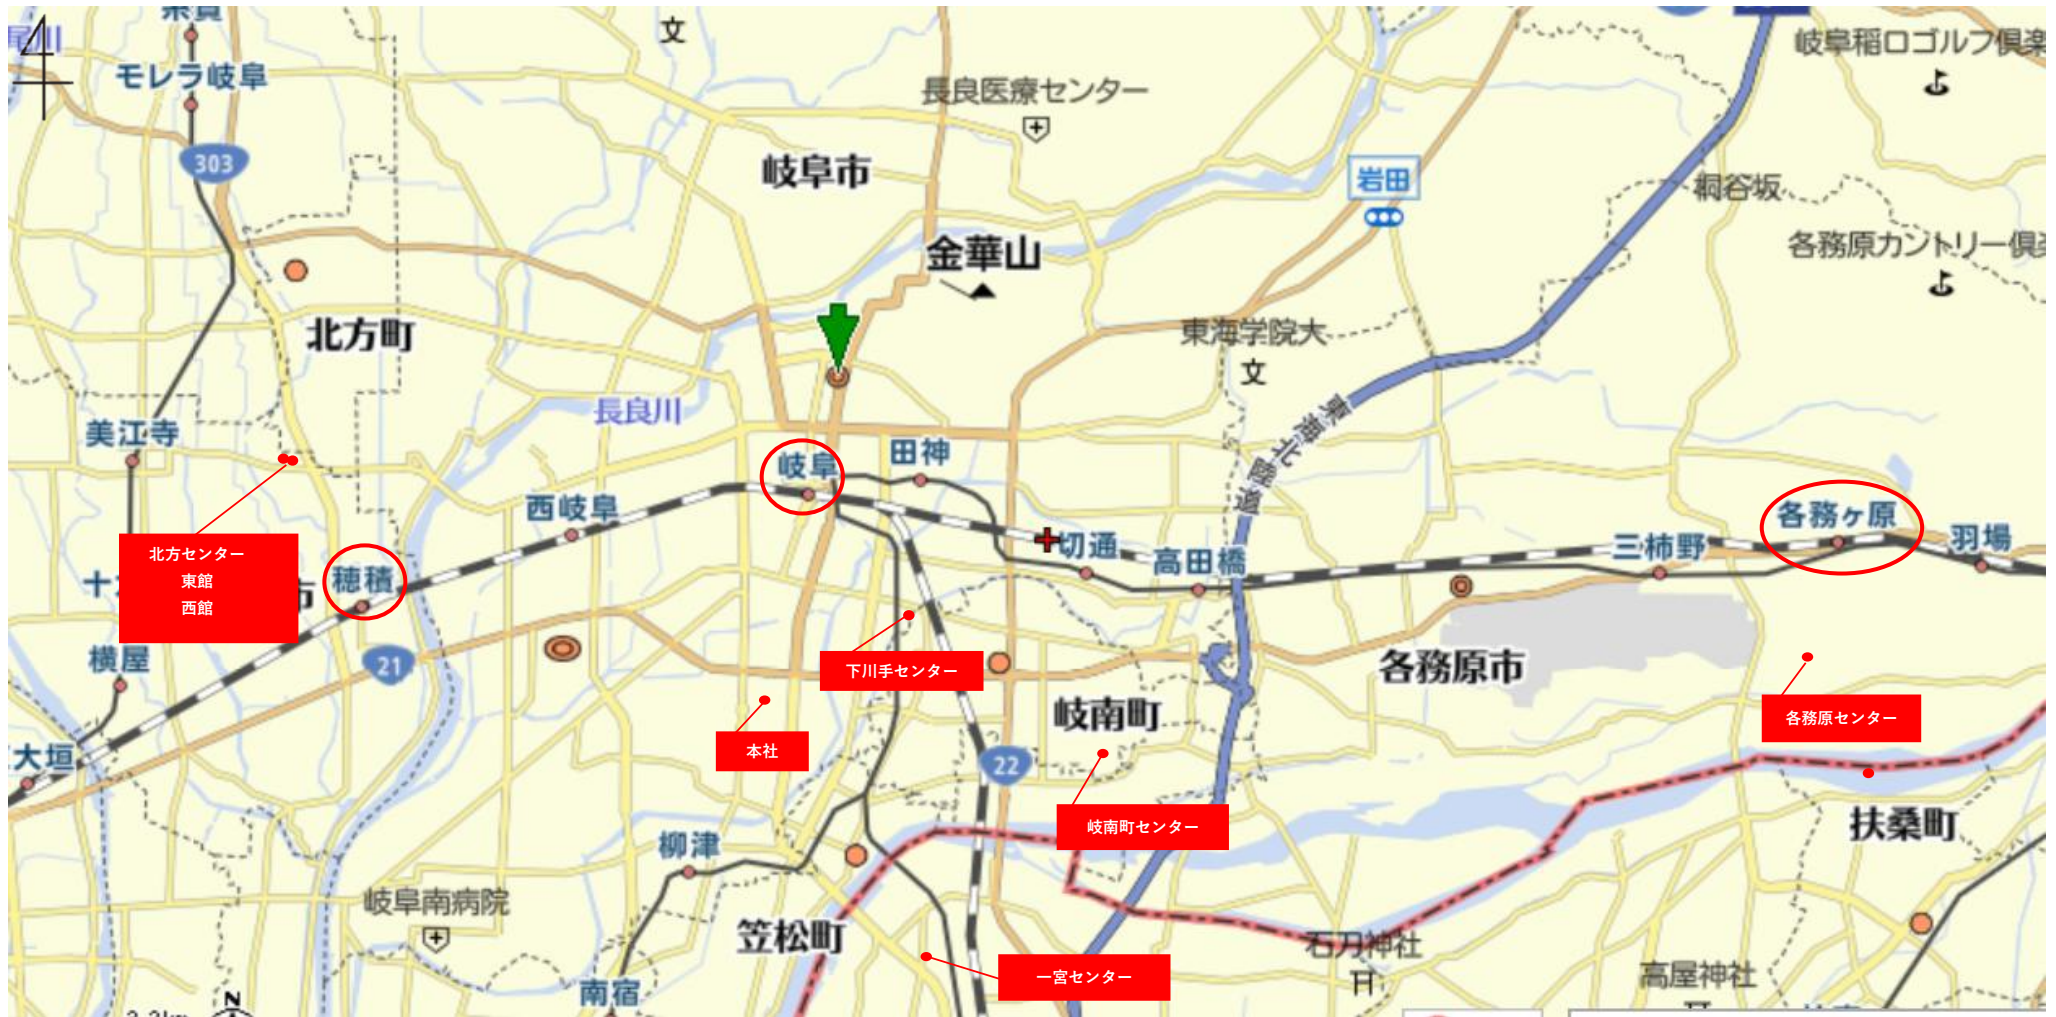 尾川
文
岐阜稲口ゴルフ倶楽
モレラ岐阜
長良医療センター
303
岐阜市
岩田
桐谷坂
金華山
各務原カントリー倶楽
北方町
東海学院大
文
長良川
東海北陸道
美江寺
田神
岐阜
西岐阜
各務ヶ原
羽場
切通
三柿野
高田橋
北方センター
東館
西館
穂積
市
横屋
21
下川手センター
各務原市
岐南町
各務原センター
本社
大垣
22
岐南町センター
扶桑町
柳津
岐阜南病院
笠松町
石刀神社
一宮センター
高屋神社
南宿
N